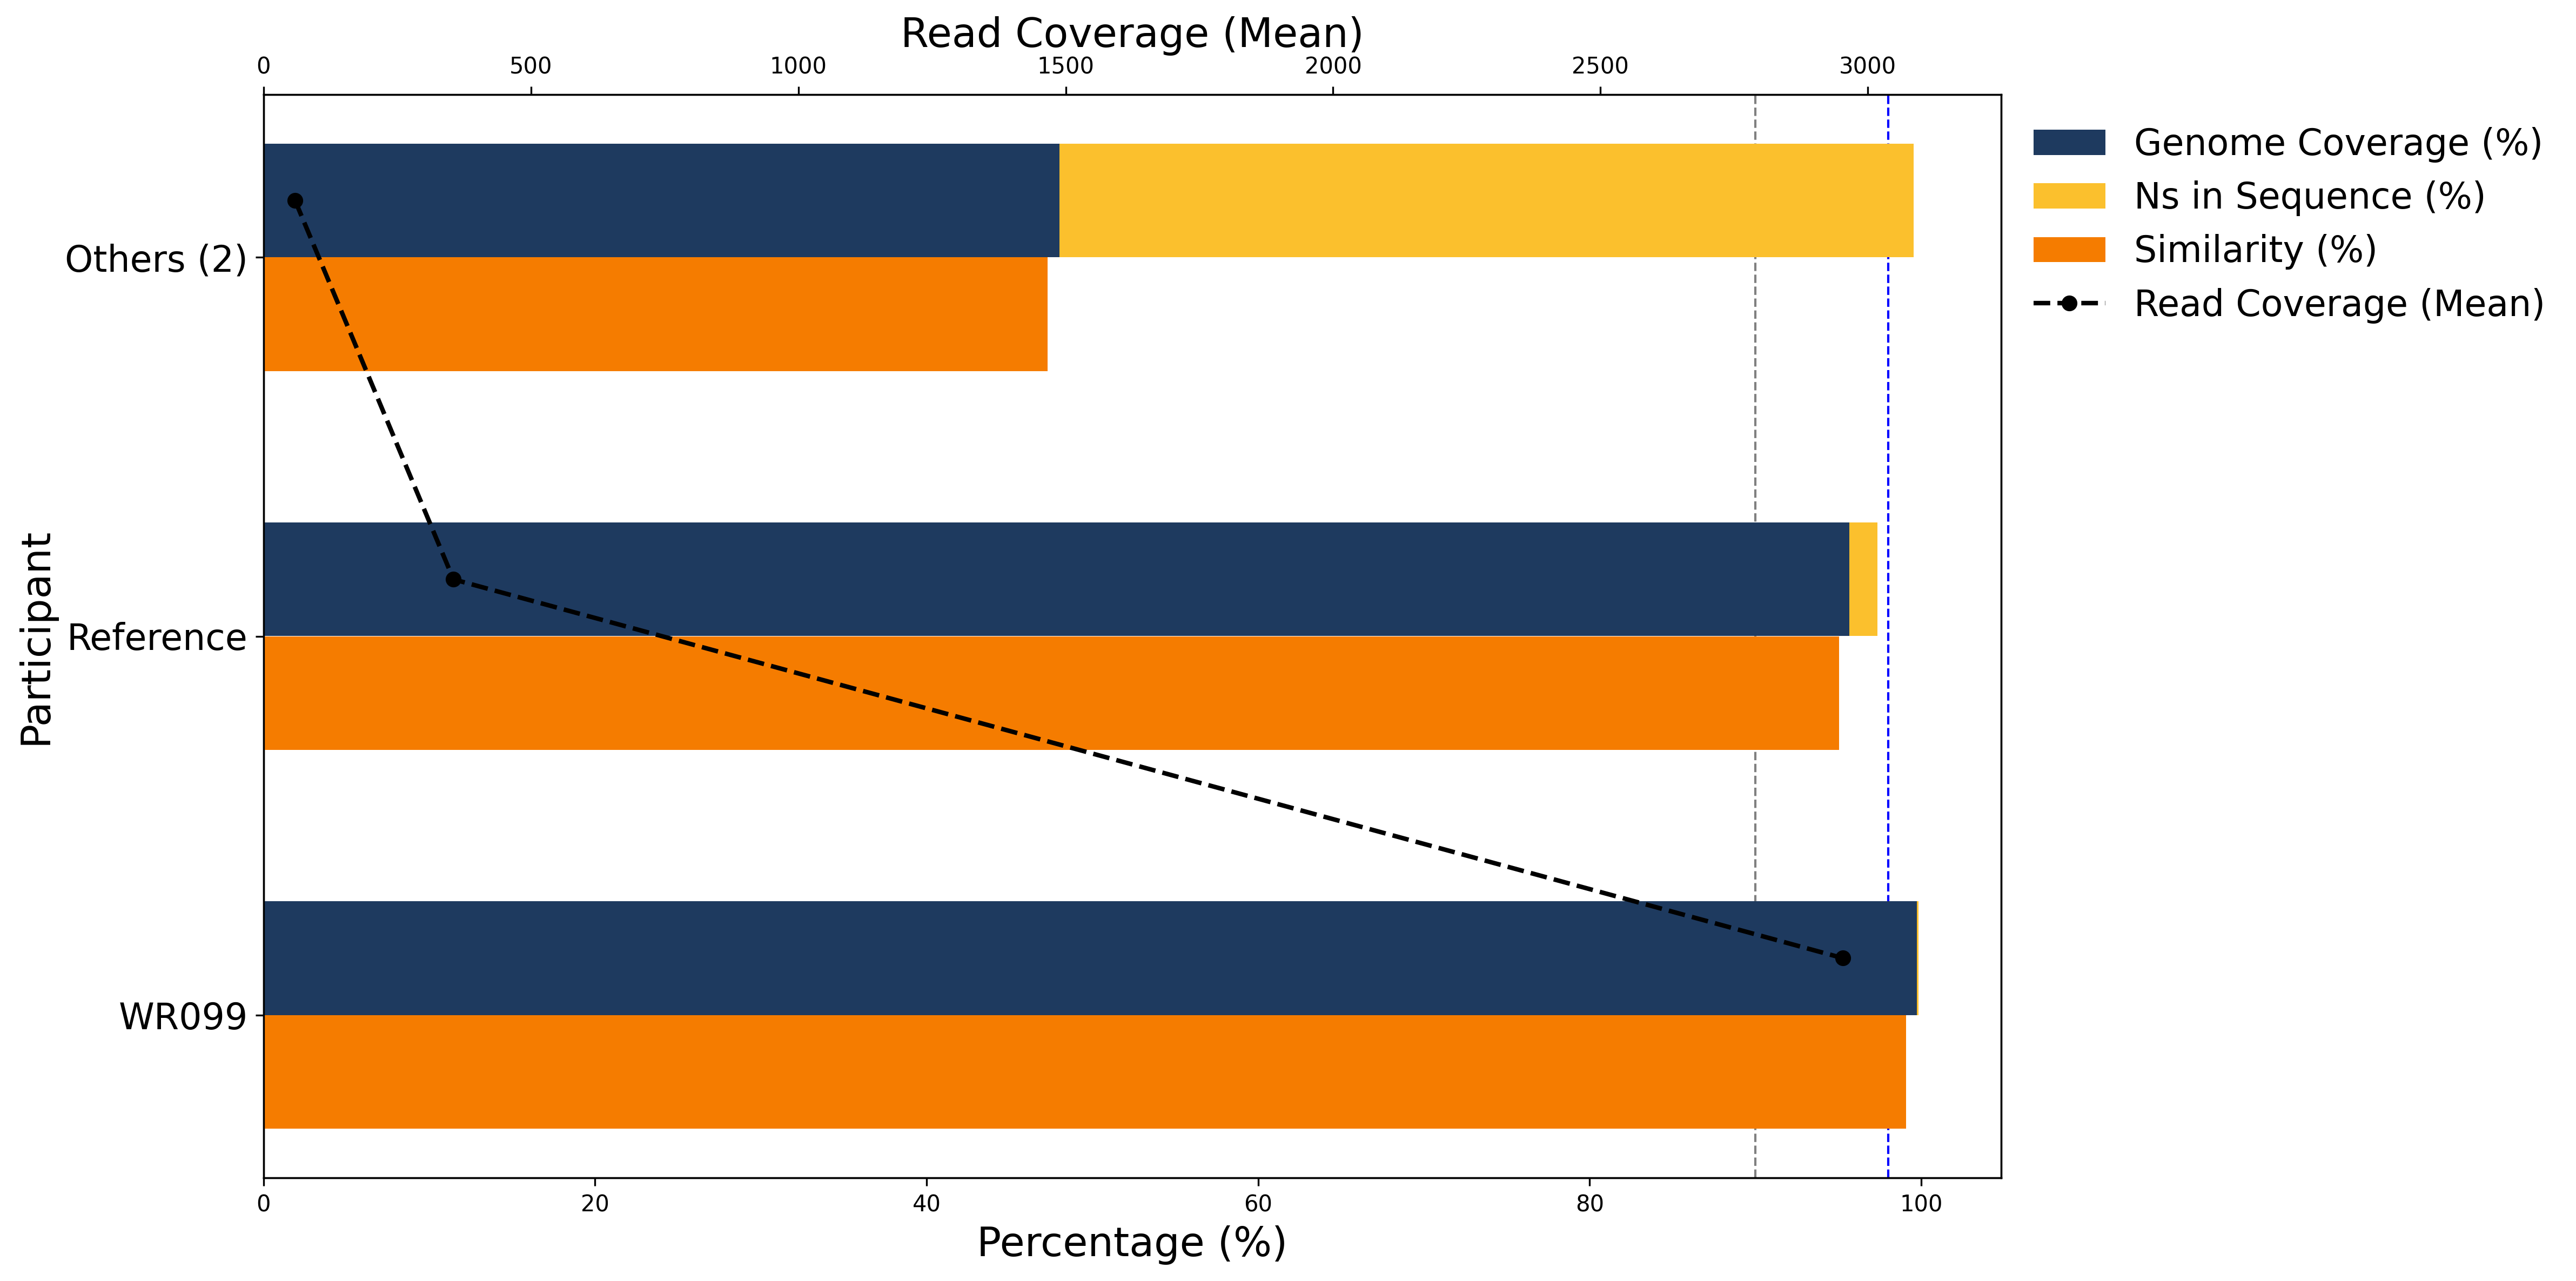 Read Coverage (Mean)
0 500 1000 1500 2000 2500 3000
Genome Coverage (%)
Ns in Sequence (%)
Similarity (%)
Read Coverage (Mean)
Participant
Others (2)
Reference
WR099
0 20 40 60 80 100
Percentage (%)